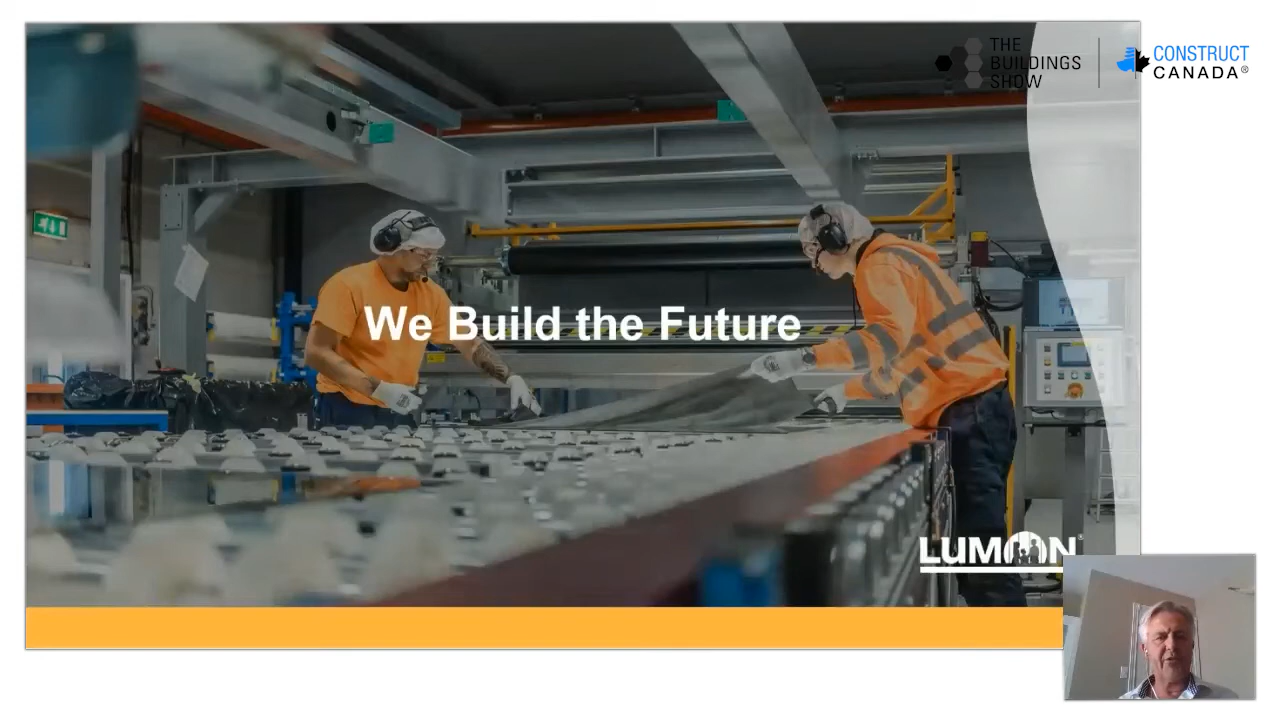 THE
BUILDINGS
SHOW
CONSTRUCT
CANADA®
We Build the Future
LUMON®